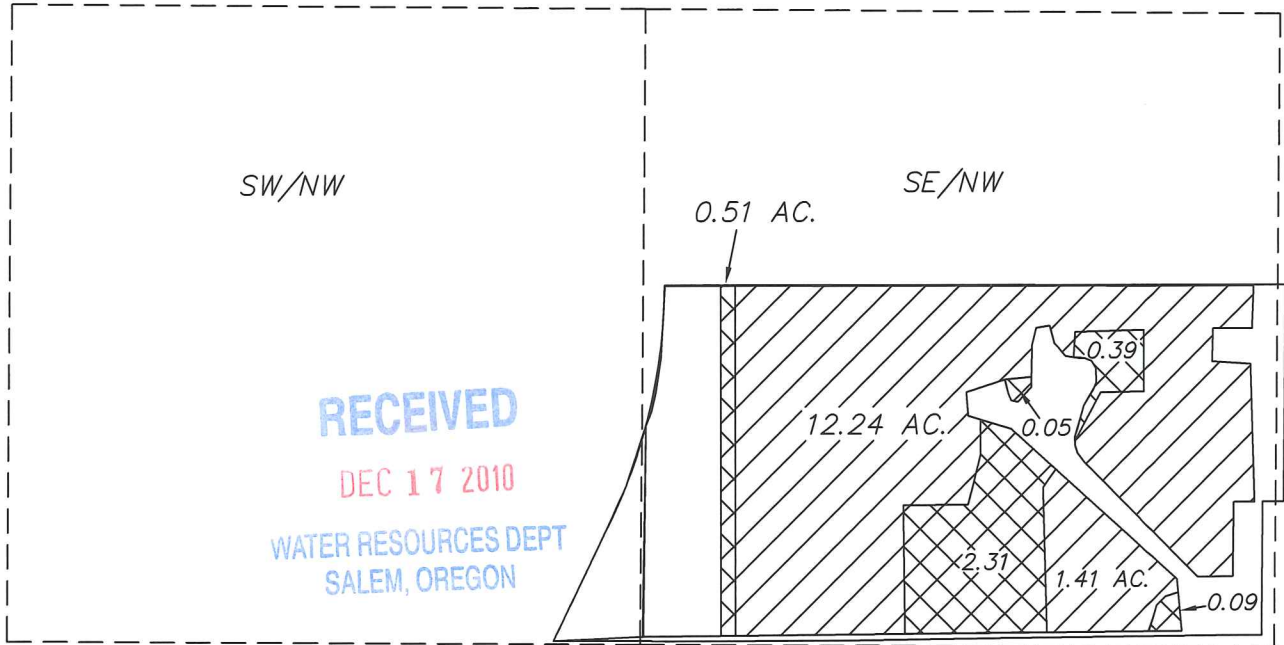 SW/NW
SE/NW
0.51 AC.
0.39
12.24 AC.
0.05
RECEIVED
DEC 17 2010
WATER RESOURCES DEPT
SALEM, OREGON
2.31
1.41 AC.
0.09